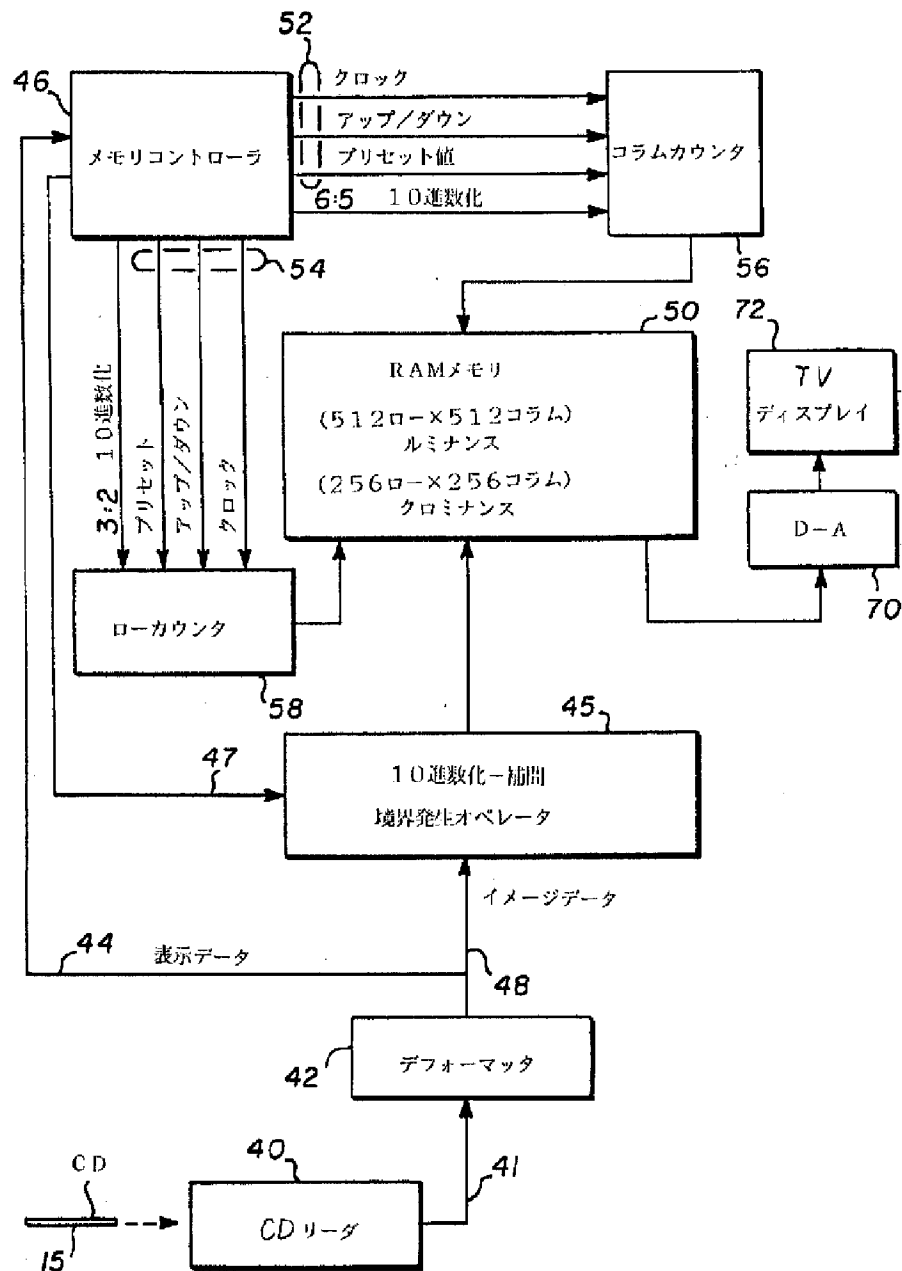 52
46
クロック
アップ/ダウン
プリセット値
6:5 10進数化
メモリコントローラ
コラムカウンタ
54
56
50
72
3:2 10進数化
プリセット
アップ/ダウン
クロック
RAMメモリ
(512ロー×512コラム)
ルミナンス
(256ロー×256コラム)
クロミナンス
TV
ディスプレイ
D-A
70
ローカウンタ
58
45
47
10進数化-補間
境界発生オペレータ
イメージデータ
44
表示データ
48
42
デフォーマッタ
40
41
CD
CDリーダ
15